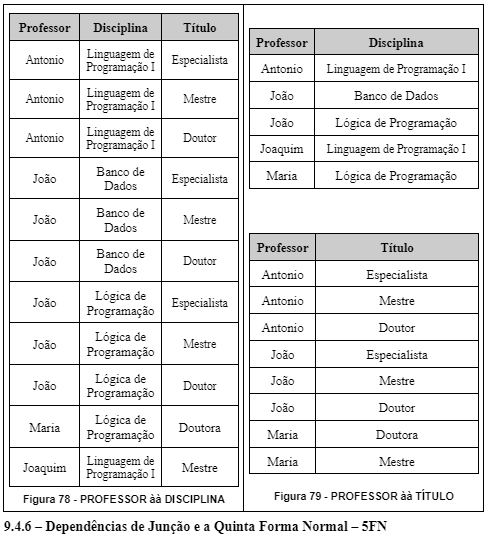 Professor Disciplina Título
Antonio Linguagem de Programação I Especialista
Antonio Linguagem de Programação I Mestre
Antonio Linguagem de Programação I Doutor
João Banco de Dados Especialista
João Banco de Dados Mestre
João Banco de Dados Doutor
João Lógica de Programação Especialista
João Lógica de Programação Mestre
João Lógica de Programação Doutor
Maria Lógica de Programação Doutora
Joaquim Linguagem de Programação I Mestre
Figura 78 - PROFESSOR àà DISCIPLINA
Professor Disciplina
Antonio Linguagem de Programação I
João Banco de Dados
João Lógica de Programação
Joaquim Linguagem de Programação I
Maria Lógica de Programação
Professor Título
Antonio Especialista
Antonio Mestre
Antonio Doutor
João Especialista
João Mestre
João Doutor
Maria Doutora
Maria Mestre
Figura 79 - PROFESSOR àà TÍTULO
9.4.6 – Dependências de Junção e a Quinta Forma Normal – 5FN